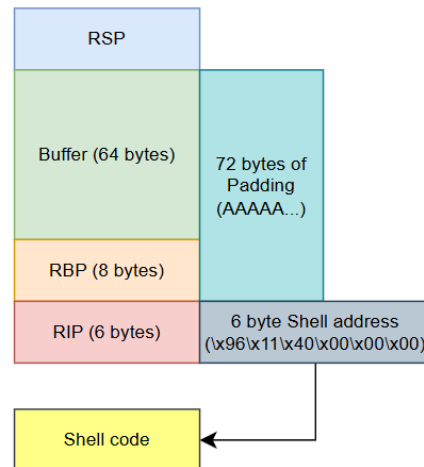 RSP
Buffer (64 bytes)
72 bytes of
Padding
(AAAAA...)
RBP (8 bytes)
RIP (6 bytes)
6 byte Shell address
(\x96\x11\x40\x00\x00\x00)
Shell code